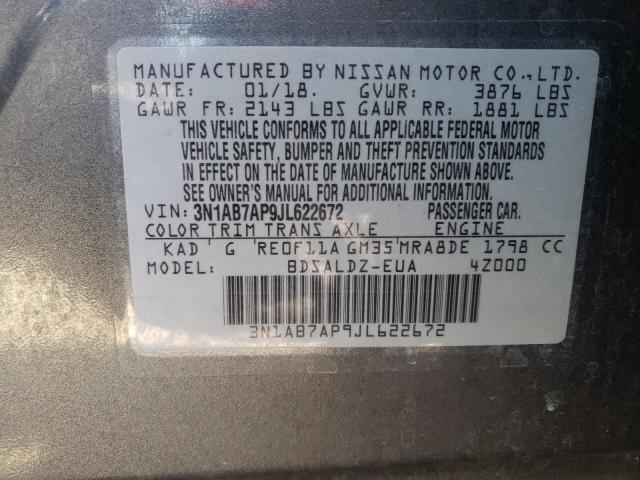 MANUFACTURED BY NISSAN MOTOR CO., LTD.
DATE: 01/18. GVWR: 3876 LBS
GAWR FR: 2143 LBS GAWR RR: 1881 LBS
THIS VEHICLE CONFORMS TO ALL APPLICABLE FEDERAL MOTOR
VEHICLE SAFETY, BUMPER AND THEFT PREVENTION STANDARDS
IN EFFECT ON THE DATE OF MANUFACTURE SHOWN ABOVE.
SEE OWNER'S MANUAL FOR ADDITIONAL INFORMATION.
VIN: 3N1AB7AP9JL622672 PASSENGER CAR.
COLOR TRIM TRANS AXLE ENGINE
KAD G RE0F11A GM35 MRA8DE 1798 CC
MODEL: BDSALDZ-EUA 4Z000
3N1AB7AP9JL622672